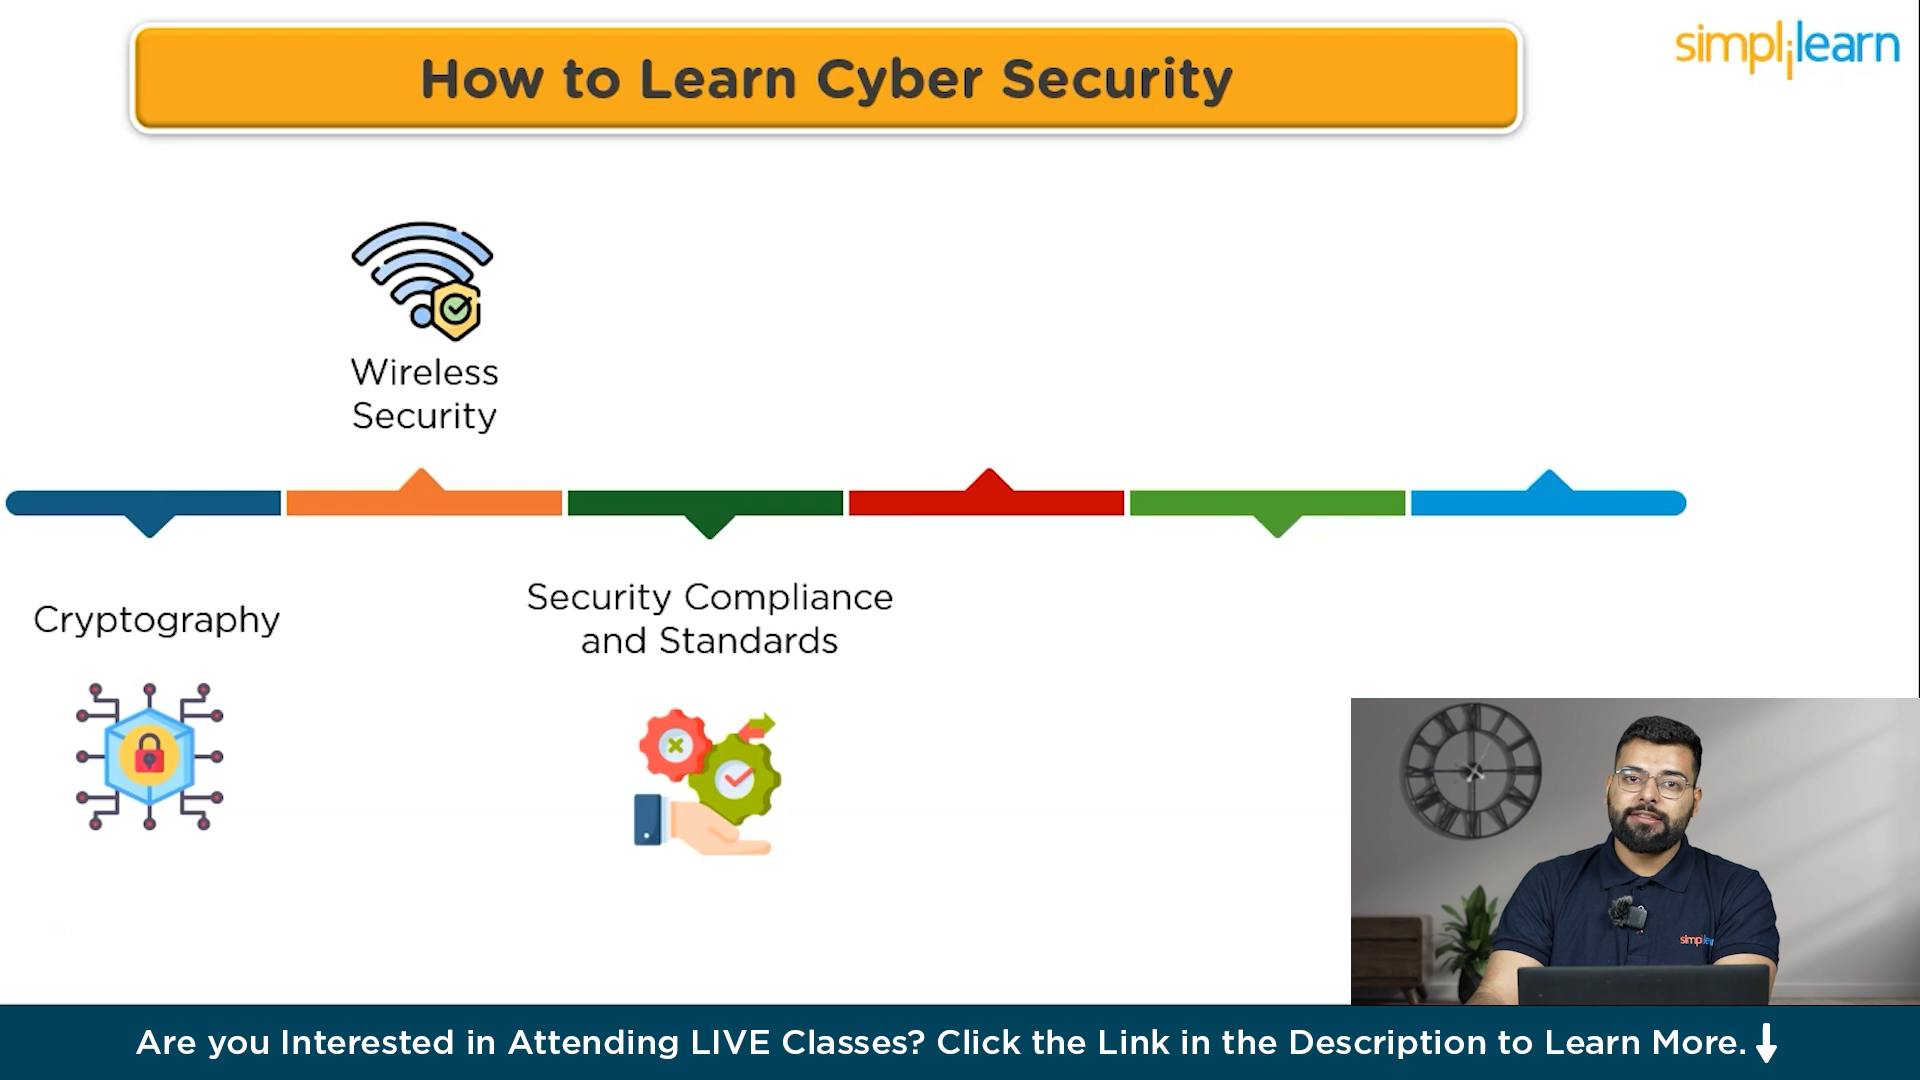 How to Learn Cyber Security
simplilearn
Wireless
Security
Cryptography
Security Compliance
and Standards
Are you Interested in Attending LIVE Classes? Click the Link in the Description to Learn More.